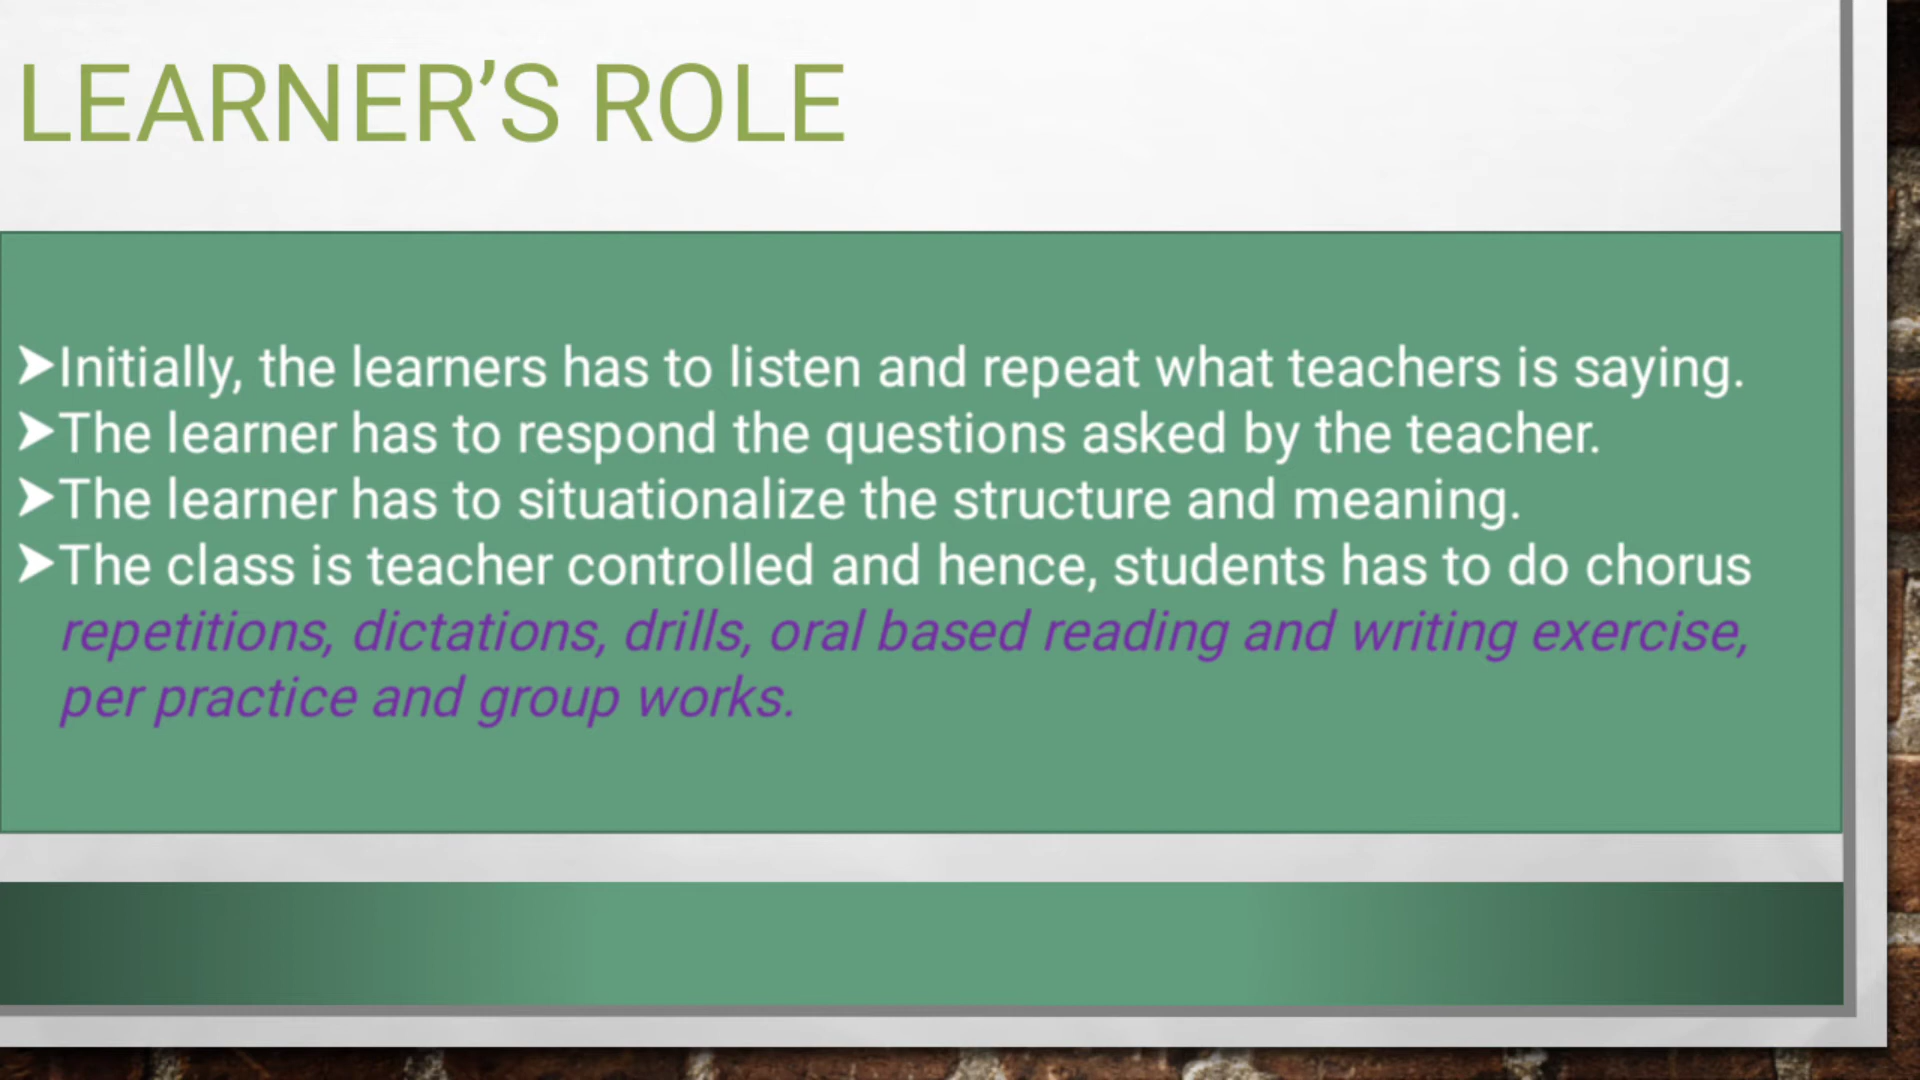 LEARNER’S ROLE
➤Initially, the learners has to listen and repeat what teachers is saying.
➤The learner has to respond the questions asked by the teacher.
➤The learner has to situationalize the structure and meaning.
➤The class is teacher controlled and hence, students has to do chorus
repetitions, dictations, drills, oral based reading and writing exercise,
per practice and group works.